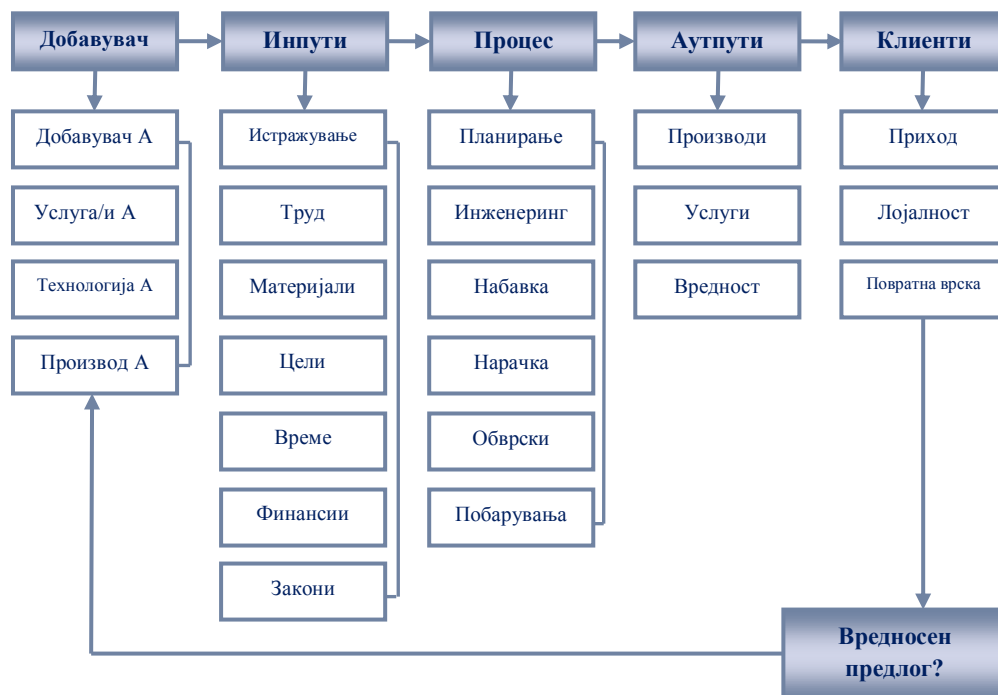 Добавувач
Инпути
Процес
Аутпути
Клиенти
Добавувач А
Истражување
Планирање
Производи
Приход
Услуга/и А
Труд
Инженеринг
Услуги
Лојалност
Технологија А
Материјали
Набавка
Вредност
Повратна врска
Производ А
Цели
Нарачка
Време
Обврски
Финансии
Побарувања
Закони
Вредносен
предлог?